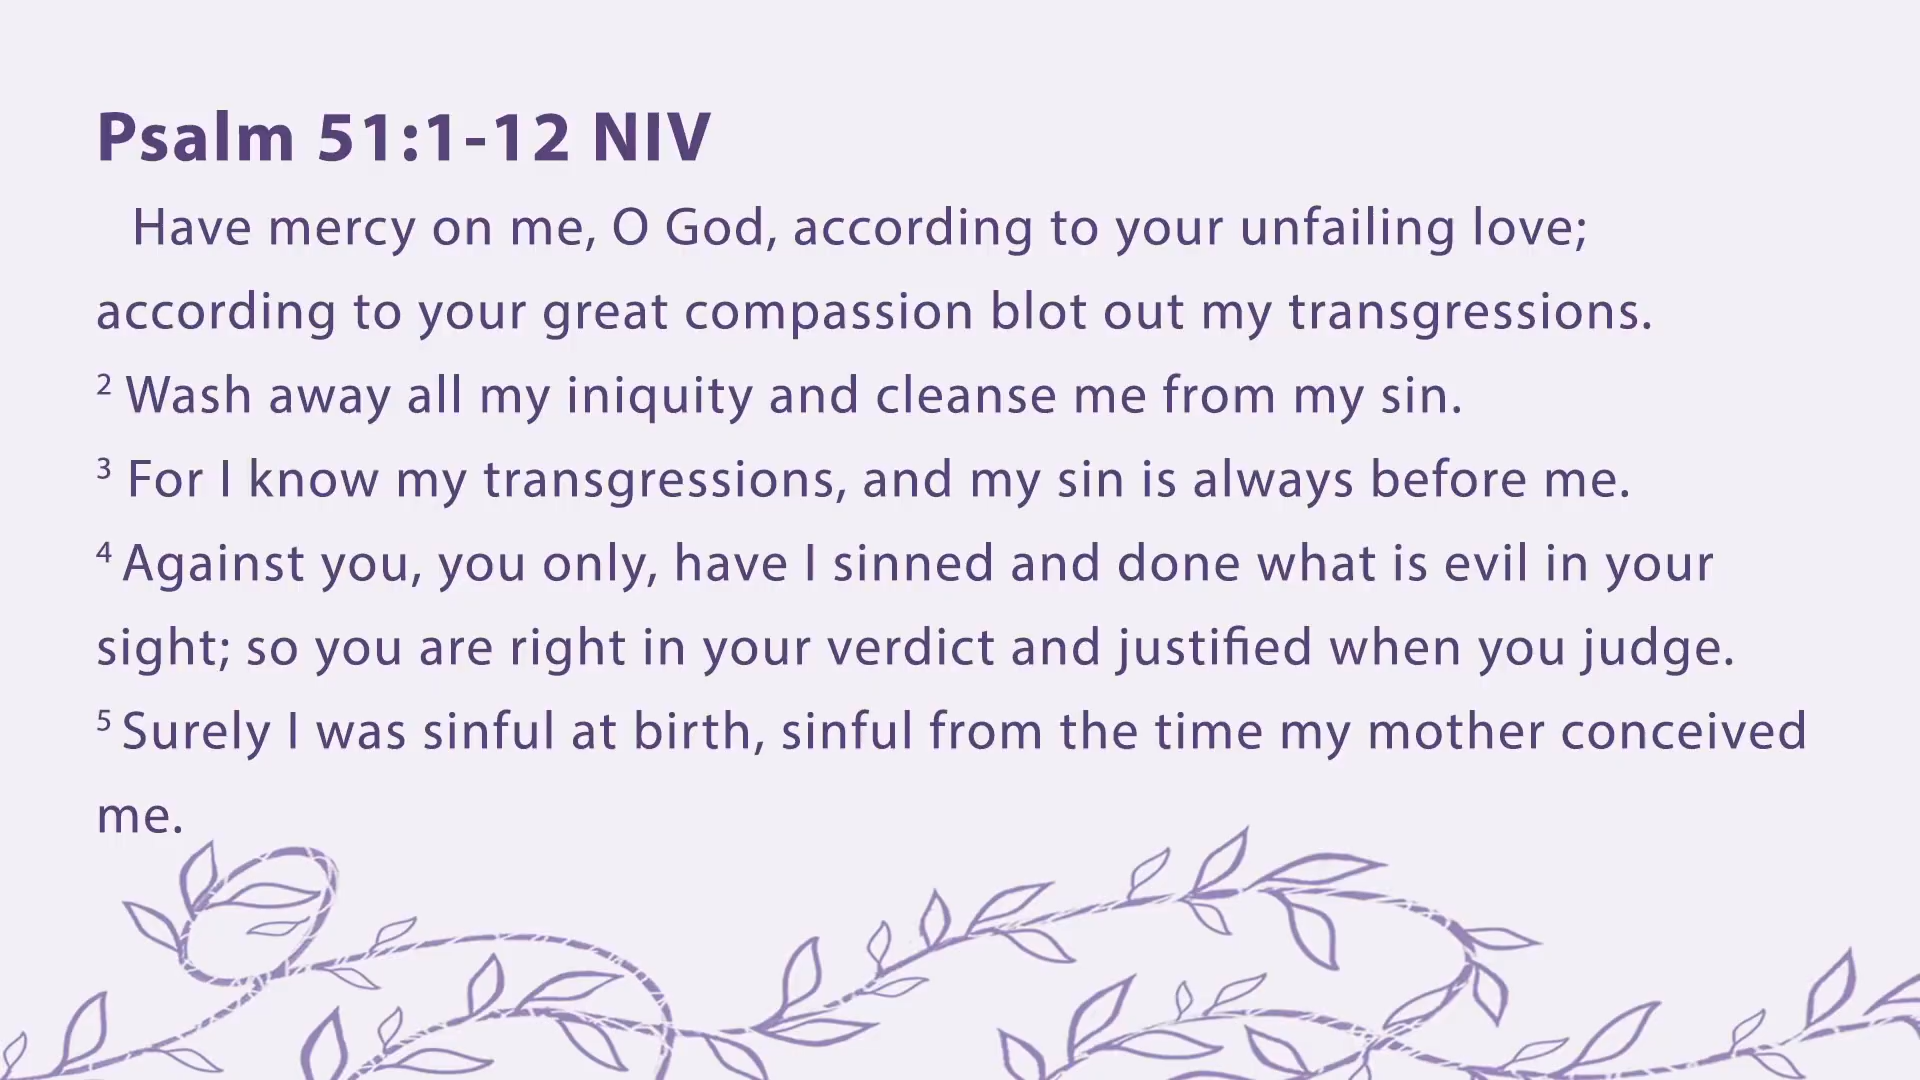 Psalm 51:1-12 NIV
Have mercy on me, O God, according to your unfailing love;
according to your great compassion blot out my transgressions.
² Wash away all my iniquity and cleanse me from my sin.
³ For I know my transgressions, and my sin is always before me.
⁴ Against you, you only, have I sinned and done what is evil in your
sight; so you are right in your verdict and justified when you judge.
⁵ Surely I was sinful at birth, sinful from the time my mother conceived
me.